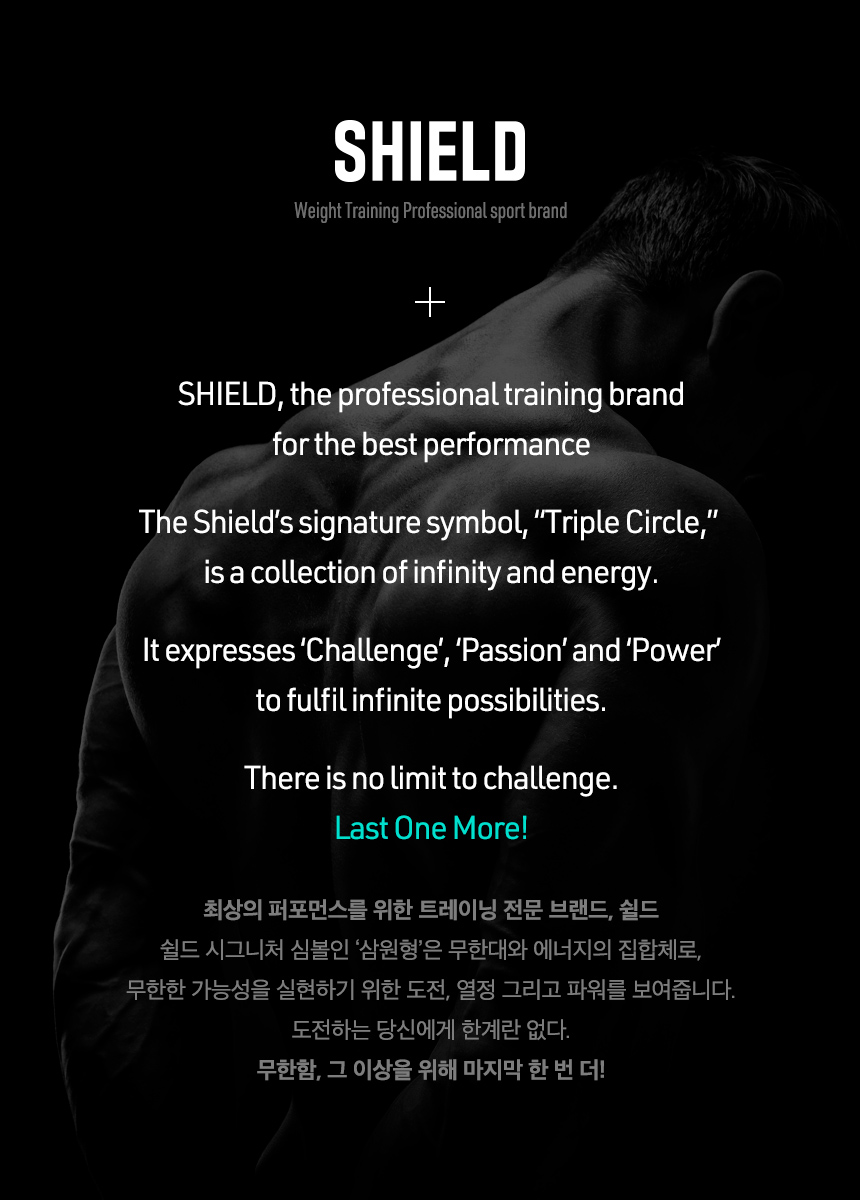 SHIELD
Weight Training Professional sport brand
SHIELD, the professional training brand
for the best performance
The Shield’s signature symbol, “Triple Circle,”
is a collection of infinity and energy.
It expresses ‘Challenge’, ‘Passion’ and ‘Power’
to fulfil infinite possibilities.
There is no limit to challenge.
Last One More!
최상의 퍼포먼스를 위한 트레이닝 전문 브랜드, 쉴드
쉴드 시그니처 심볼인 ‘삼원형’은 무한대와 에너지의 집합체로,
무한한 가능성을 실현하기 위한 도전, 열정 그리고 파워를 보여줍니다.
도전하는 당신에게 한계란 없다.
무한함, 그 이상을 위해 마지막 한 번 더!